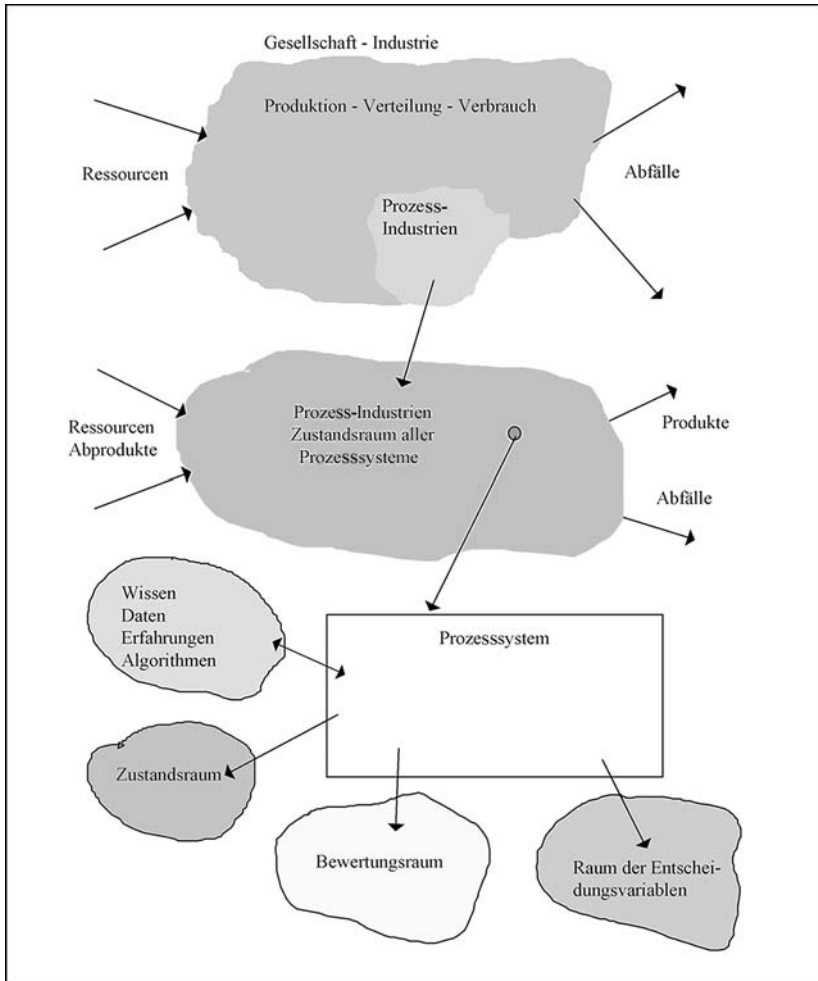 Gesellschaft - Industrie
Produktion - Verteilung - Verbrauch
Ressourcen
Abfälle
Prozess-
Industrien
Prozess-Industrien
Zustandsraum aller
Prozesssysteme
Ressourcen
Abprodukte
Produkte
Abfälle
Wissen
Daten
Erfahrungen
Algorithmen
Prozesssystem
Zustandsraum
Bewertungsraum
Raum der Entschei-
dungsvariablen